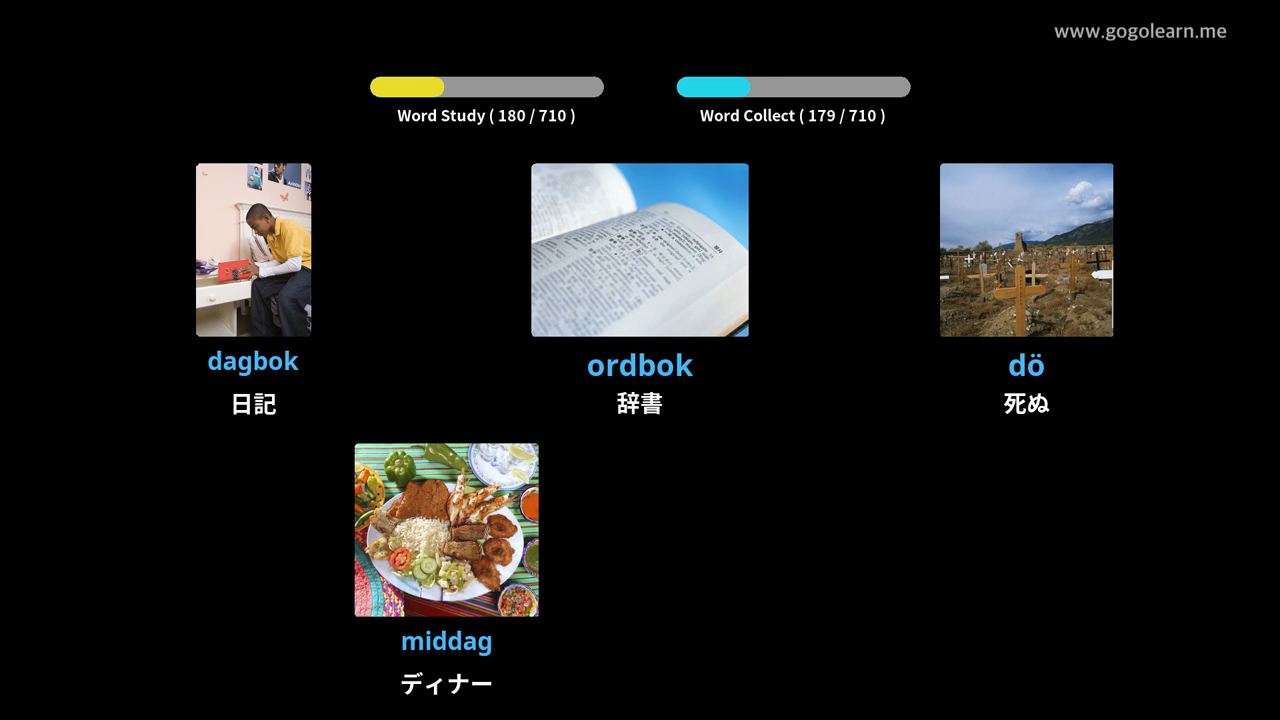 www.gogolearn.me
Word Study ( 180 / 710 )
Word Collect ( 179 / 710 )
dagbok
日記
ordbok
辞書
dö
死ぬ
middag
ディナー